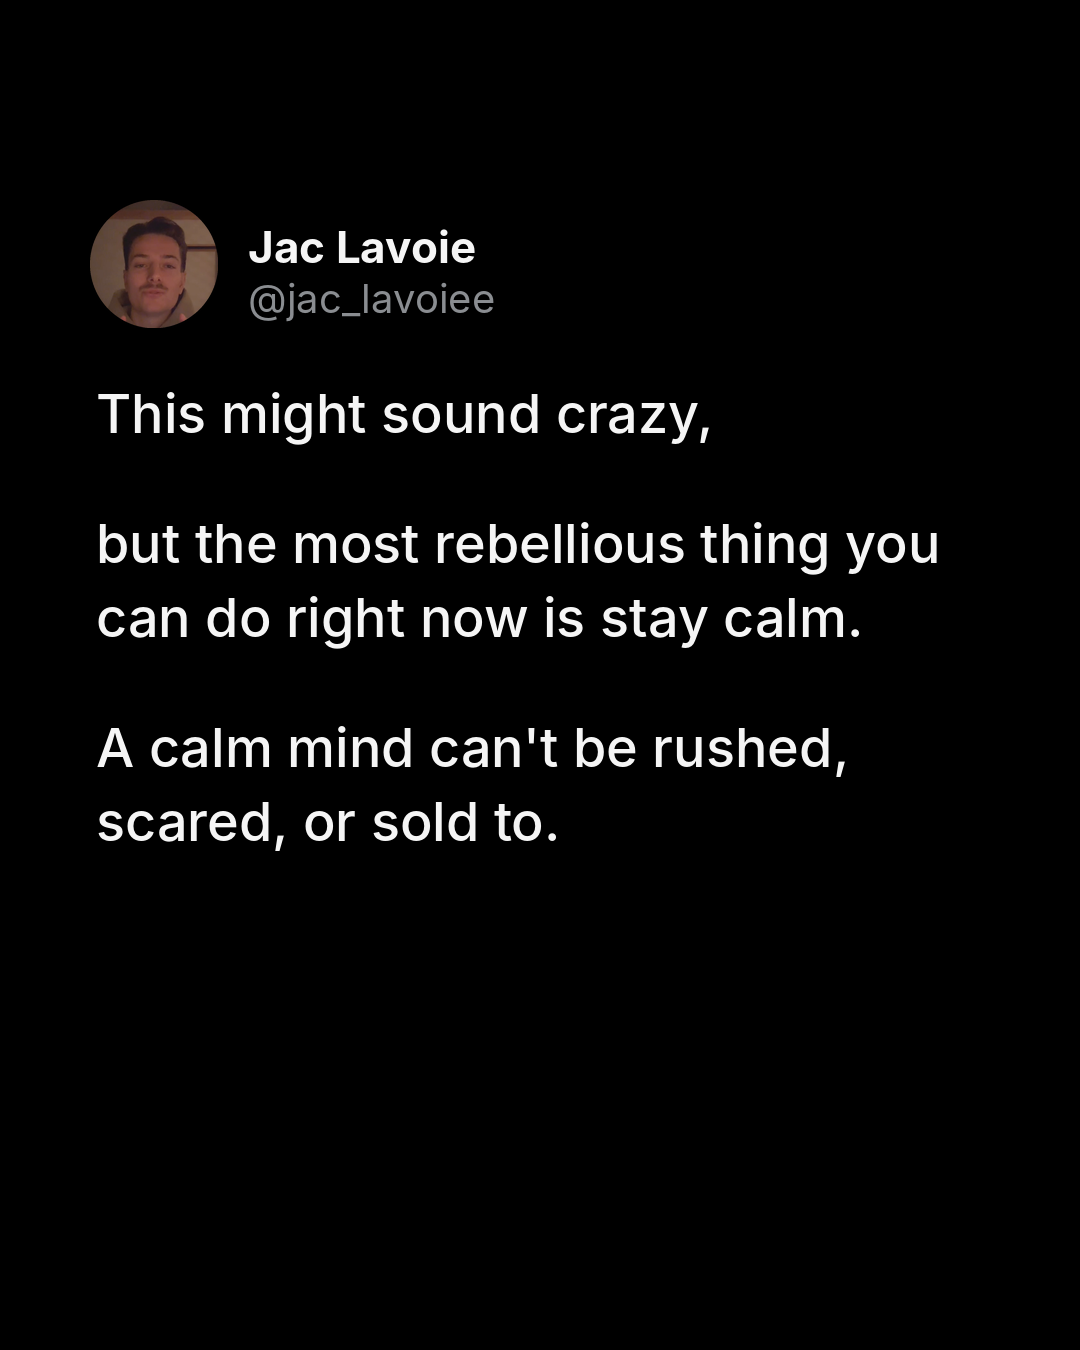 Jac Lavoie
@jac_lavoiee
This might sound crazy,
but the most rebellious thing you
can do right now is stay calm.
A calm mind can't be rushed,
scared, or sold to.